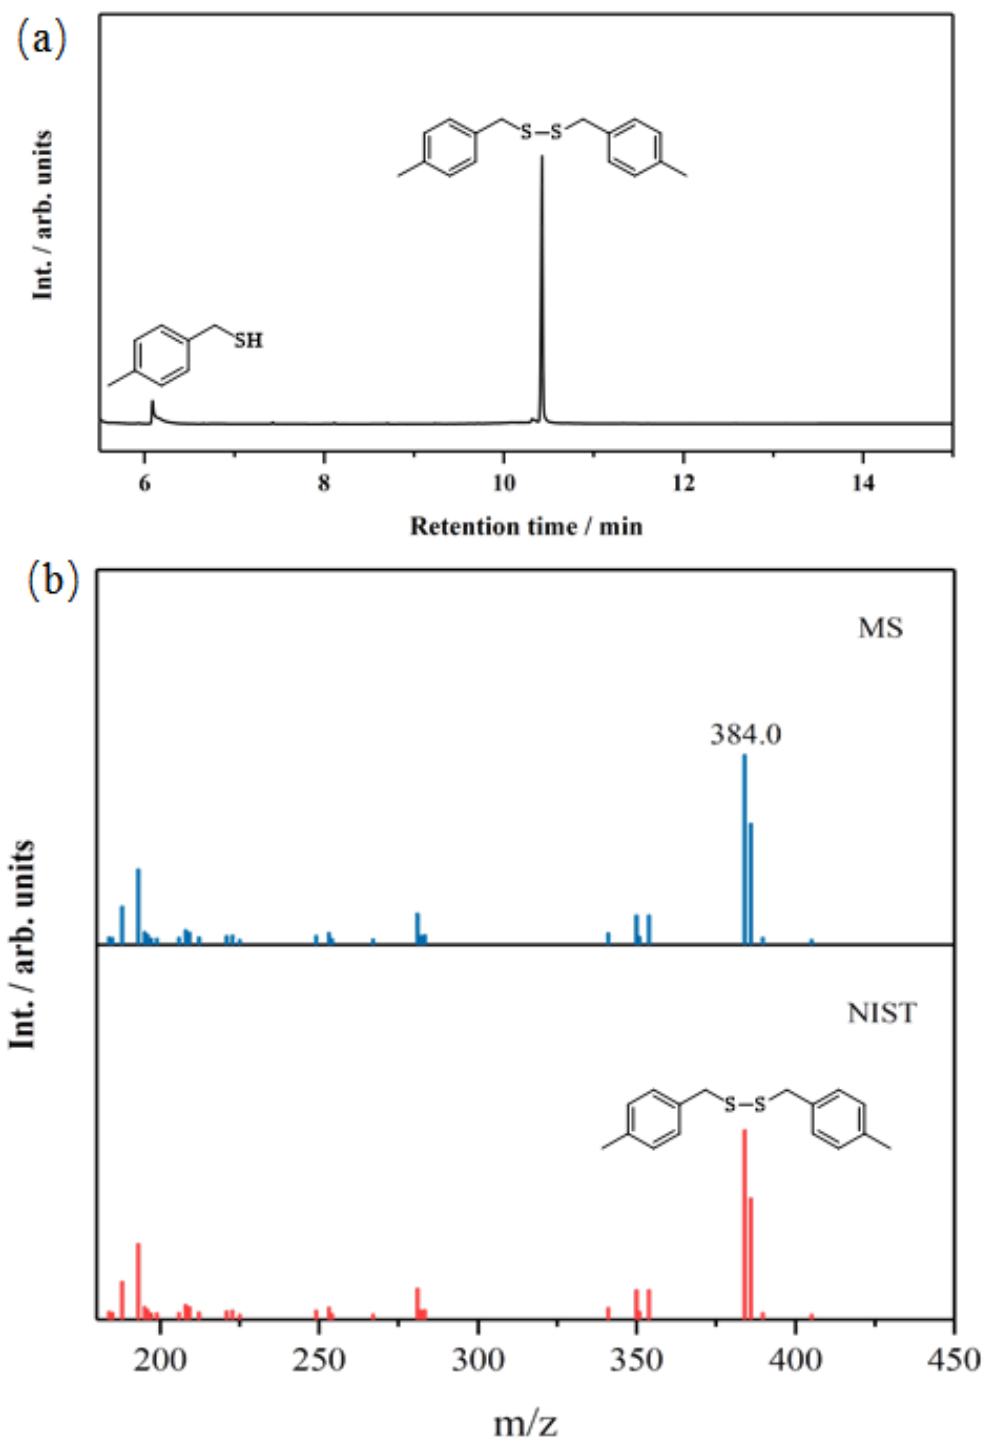 (a)
S–S
SH
Int. / arb. units
6 8 10 12 14
Retention time / min
(b)
MS
384.0
NIST
S–S
Int. / arb. units
200 250 300 350 400 450
m/z